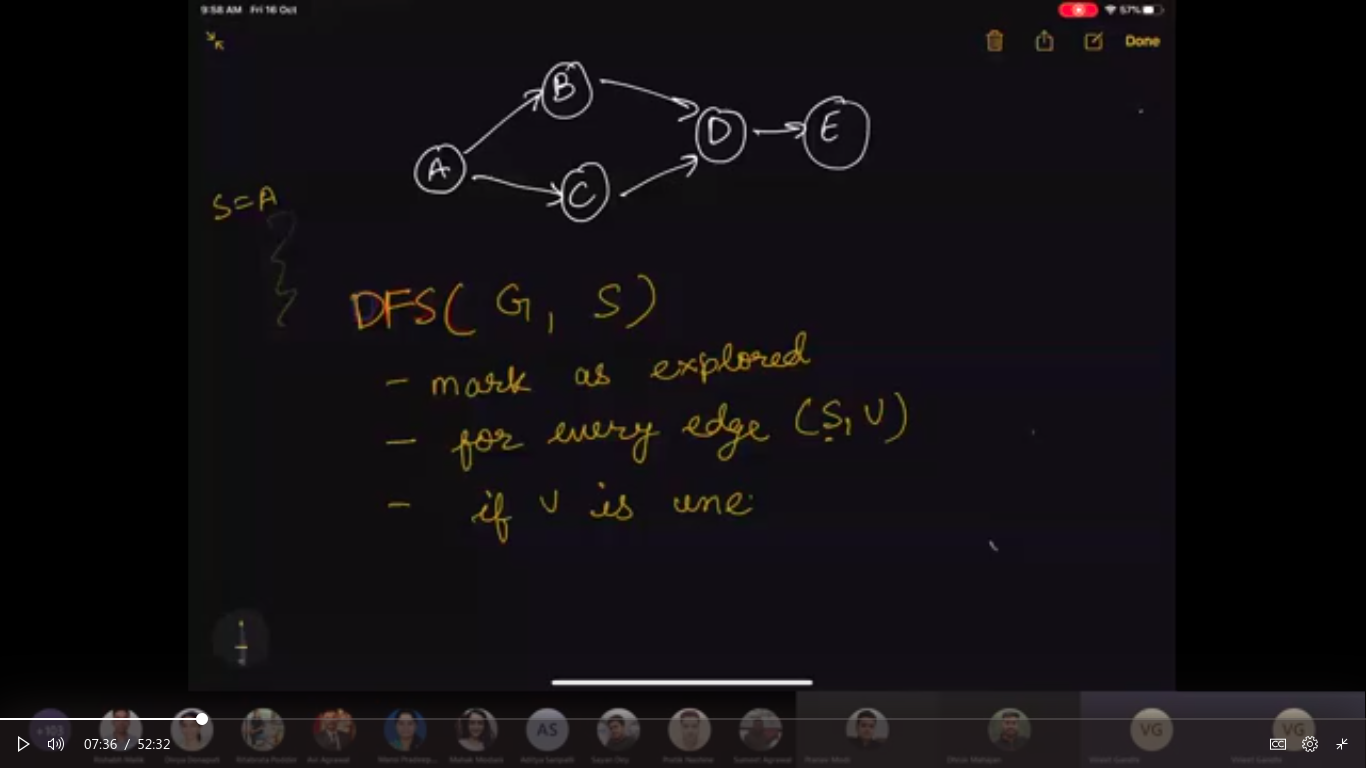 9:58 AM Fri 16 Oct
57%
Done
B
D
E
A
C
S=A
DFS( G, S)
- mark as explored
- for every edge (S, V)
- if V is une
AS
VG
VG
07:36 / 52:32
CC